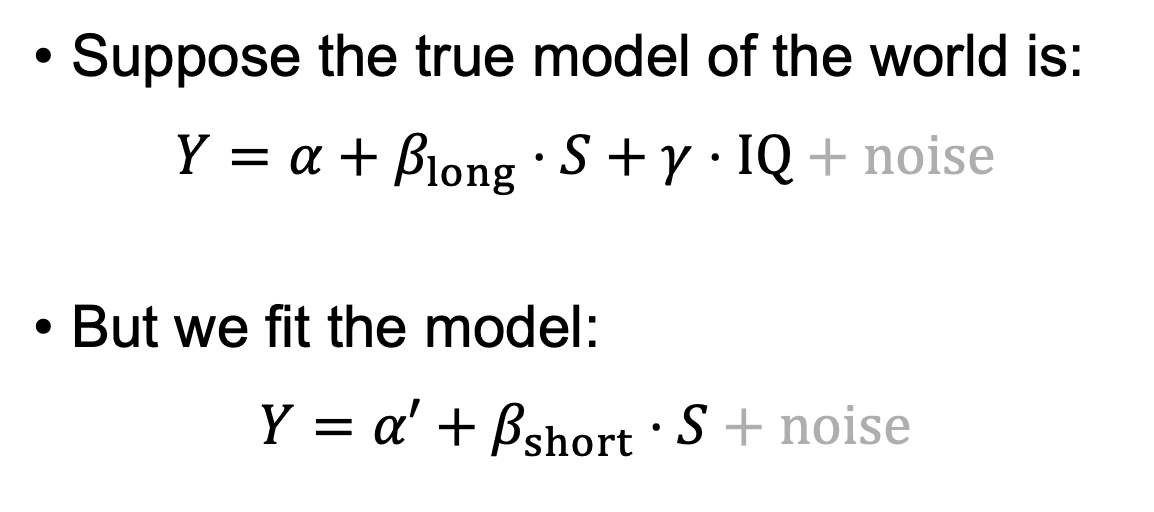 • Suppose the true model of the world is:
Y = α + β_long · S + γ · IQ + noise
• But we fit the model:
Y = α′ + β_short · S + noise